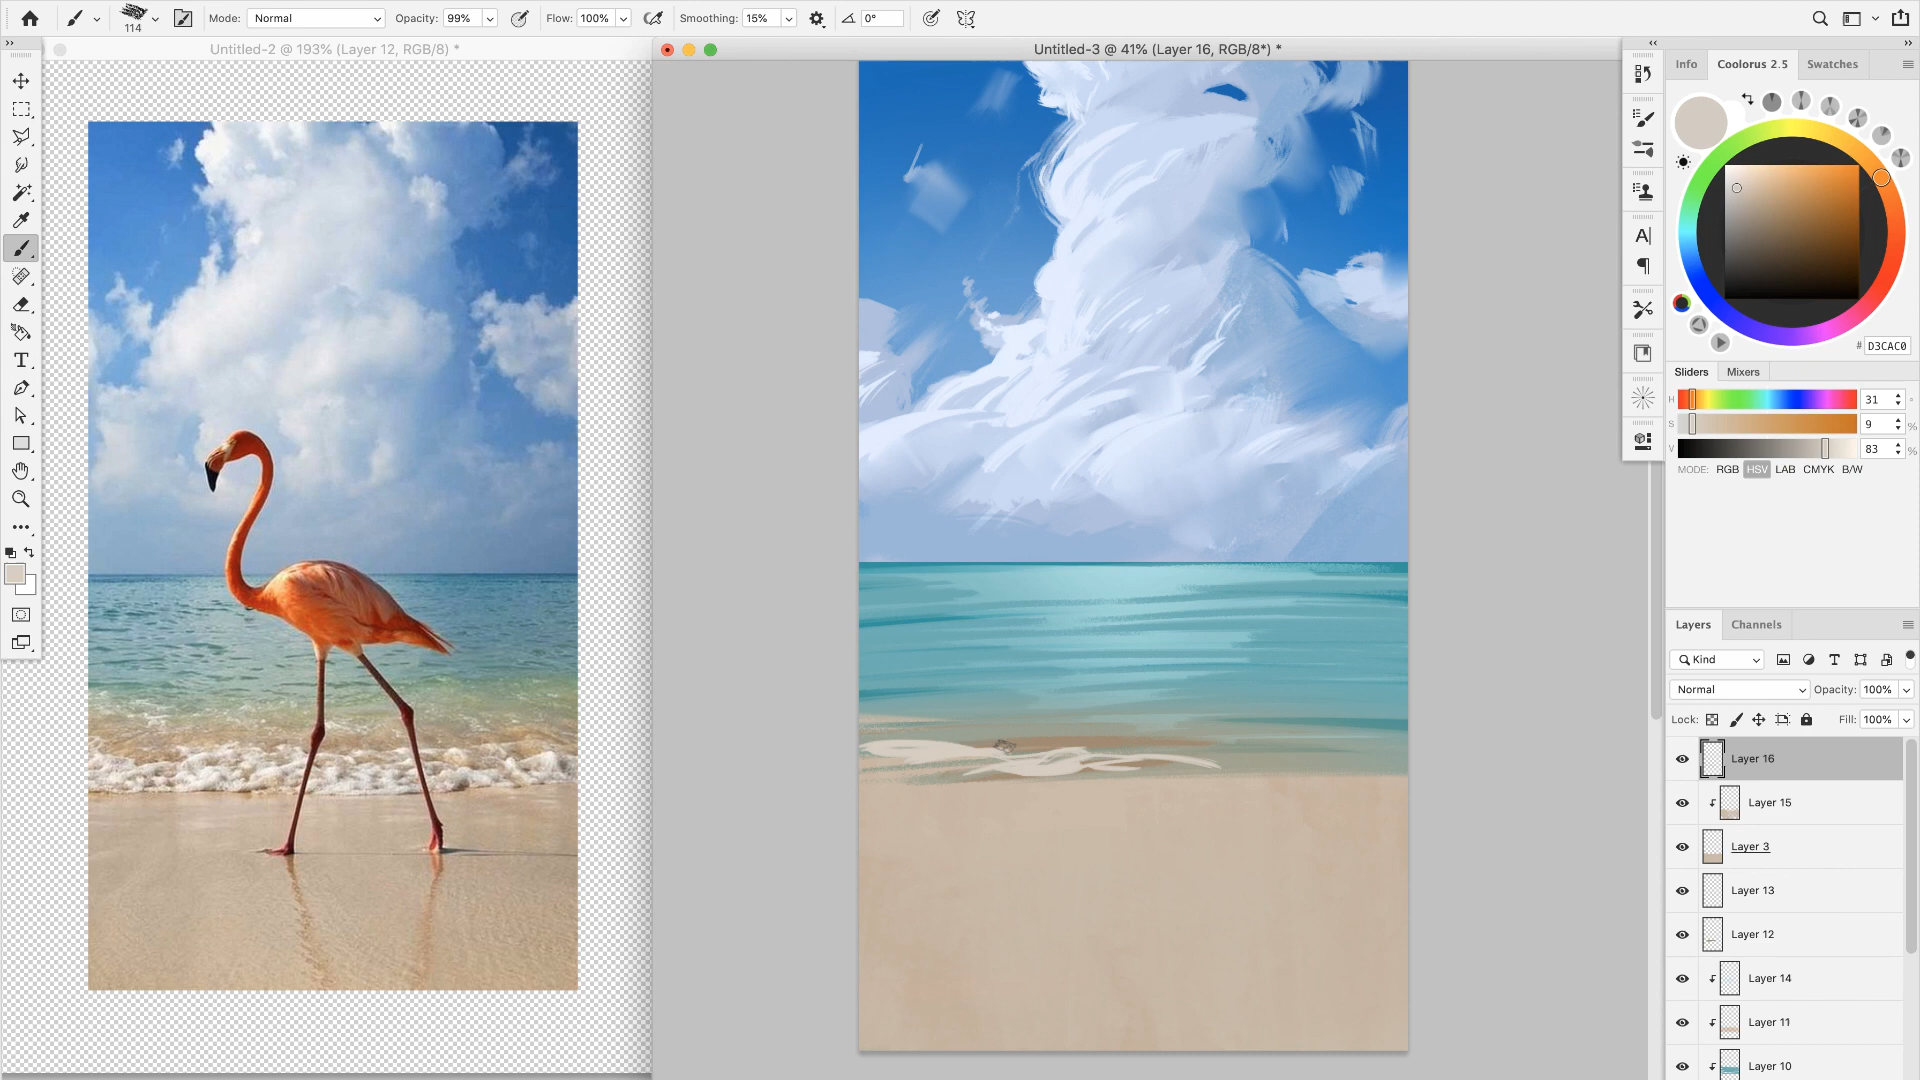 114
Mode: Normal
Opacity: 99%
Flow: 100%
Smoothing: 15%
0°
Untitled-2 @ 193% (Layer 12, RGB/8) *
Untitled-3 @ 41% (Layer 16, RGB/8*) *
Info
Coolorus 2.5
Swatches
# D3CAC0
Sliders
Mixers
H 31 °
S 9 %
V 83 %
MODE: RGB HSV LAB CMYK B/W
Layers
Channels
Kind
Normal
Opacity: 100%
Lock:
Fill: 100%
Layer 16
Layer 15
Layer 3
Layer 13
Layer 12
Layer 14
Layer 11
Layer 10